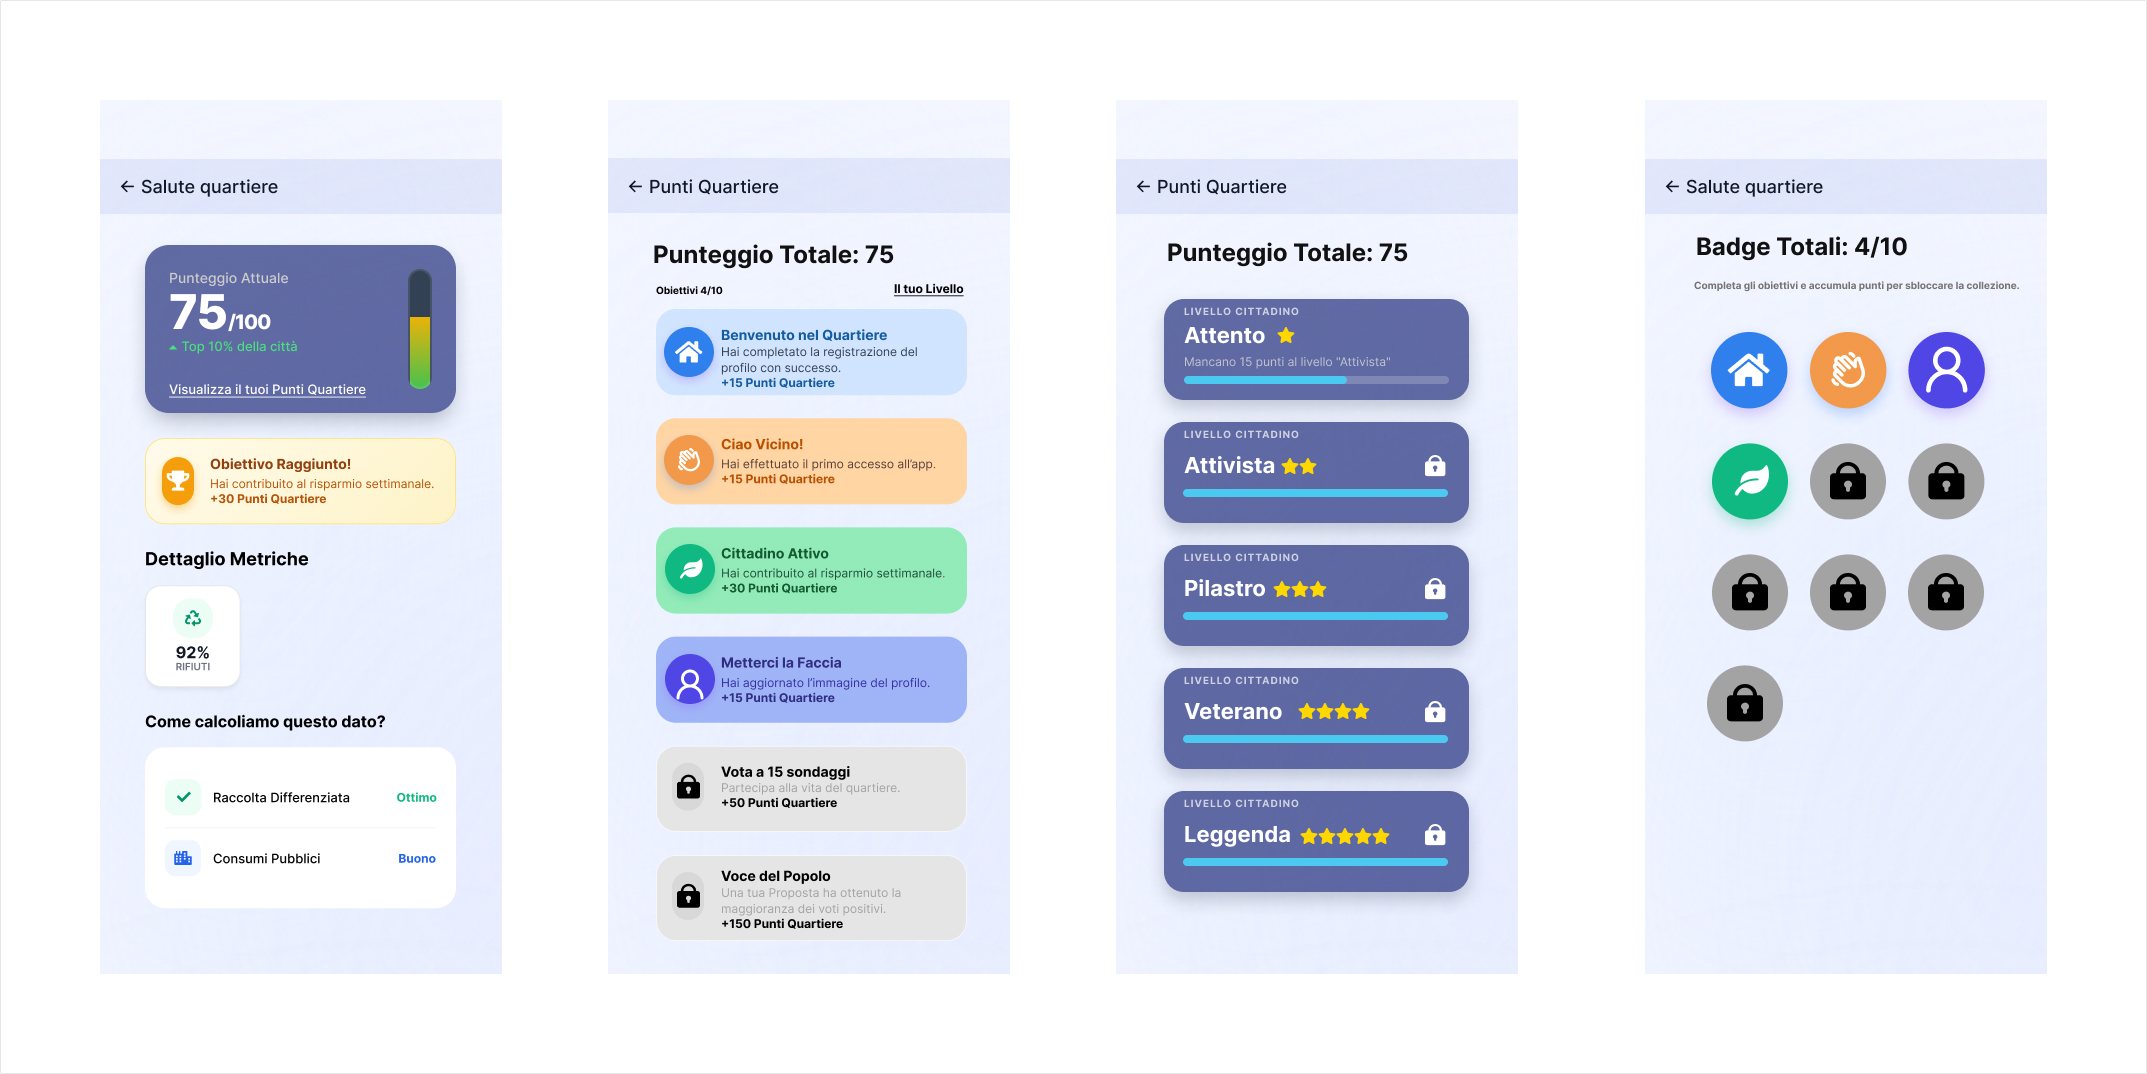 ← Salute quartiere
Punteggio Attuale
75/100
Top 10% della città
Visualizza il tuoi Punti Quartiere
Obiettivo Raggiunto!
Hai contribuito al risparmio settimanale.
+30 Punti Quartiere
Dettaglio Metriche
92%
RIFIUTI
Come calcoliamo questo dato?
Raccolta Differenziata Ottimo
Consumi Pubblici Buono
← Punti Quartiere
Punteggio Totale: 75
Obiettivi 4/10 Il tuo Livello
Benvenuto nel Quartiere
Hai completato la registrazione del
profilo con successo.
+15 Punti Quartiere
Ciao Vicino!
Hai effettuato il primo accesso all'app.
+15 Punti Quartiere
Cittadino Attivo
Hai contribuito al risparmio settimanale.
+30 Punti Quartiere
Metterci la Faccia
Hai aggiornato l'immagine del profilo.
+15 Punti Quartiere
Vota a 15 sondaggi
Partecipa alla vita del quartiere.
+50 Punti Quartiere
Voce del Popolo
Una tua Proposta ha ottenuto la
maggioranza dei voti positivi.
+150 Punti Quartiere
← Punti Quartiere
Punteggio Totale: 75
LIVELLO CITTADINO
Attento
Mancano 15 punti al livello "Attivista"
LIVELLO CITTADINO
Attivista
LIVELLO CITTADINO
Pilastro
LIVELLO CITTADINO
Veterano
LIVELLO CITTADINO
Leggenda
← Salute quartiere
Badge Totali: 4/10
Completa gli obiettivi e accumula punti per sbloccare la collezione.